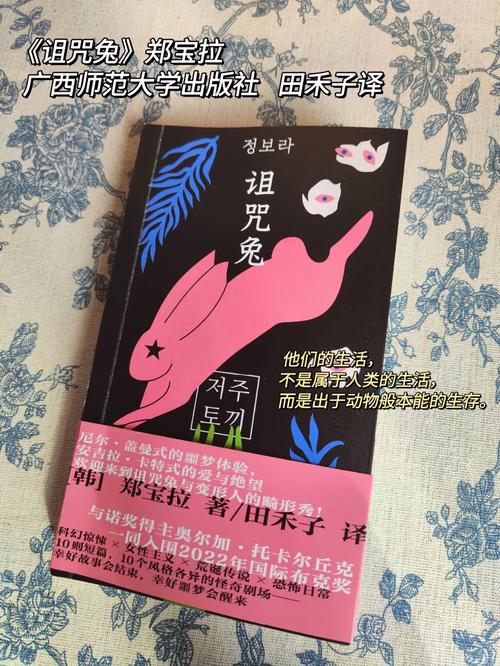 《诅咒兔》郑宝拉
广西师范大学出版社 田禾子译
정보라
诅咒兔
他们的生活，
不是属于人类的生活，
而是出于动物般本能的生存。
저주
토끼
尼尔·盖曼式的噩梦体验，
安吉拉·卡特式的爱与绝望
欢迎来到诅咒兔与变形人的畸形秀！
[韩] 郑宝拉 著/田禾子 译
与诺奖得主奥尔加·托卡尔丘克
同入围2022年国际布克奖
科幻惊悚×女性主义×荒诞传说×恐怖日常
10则短篇，10个风格各异的怪奇剧场——
幸好故事会结束，幸好噩梦会醒来